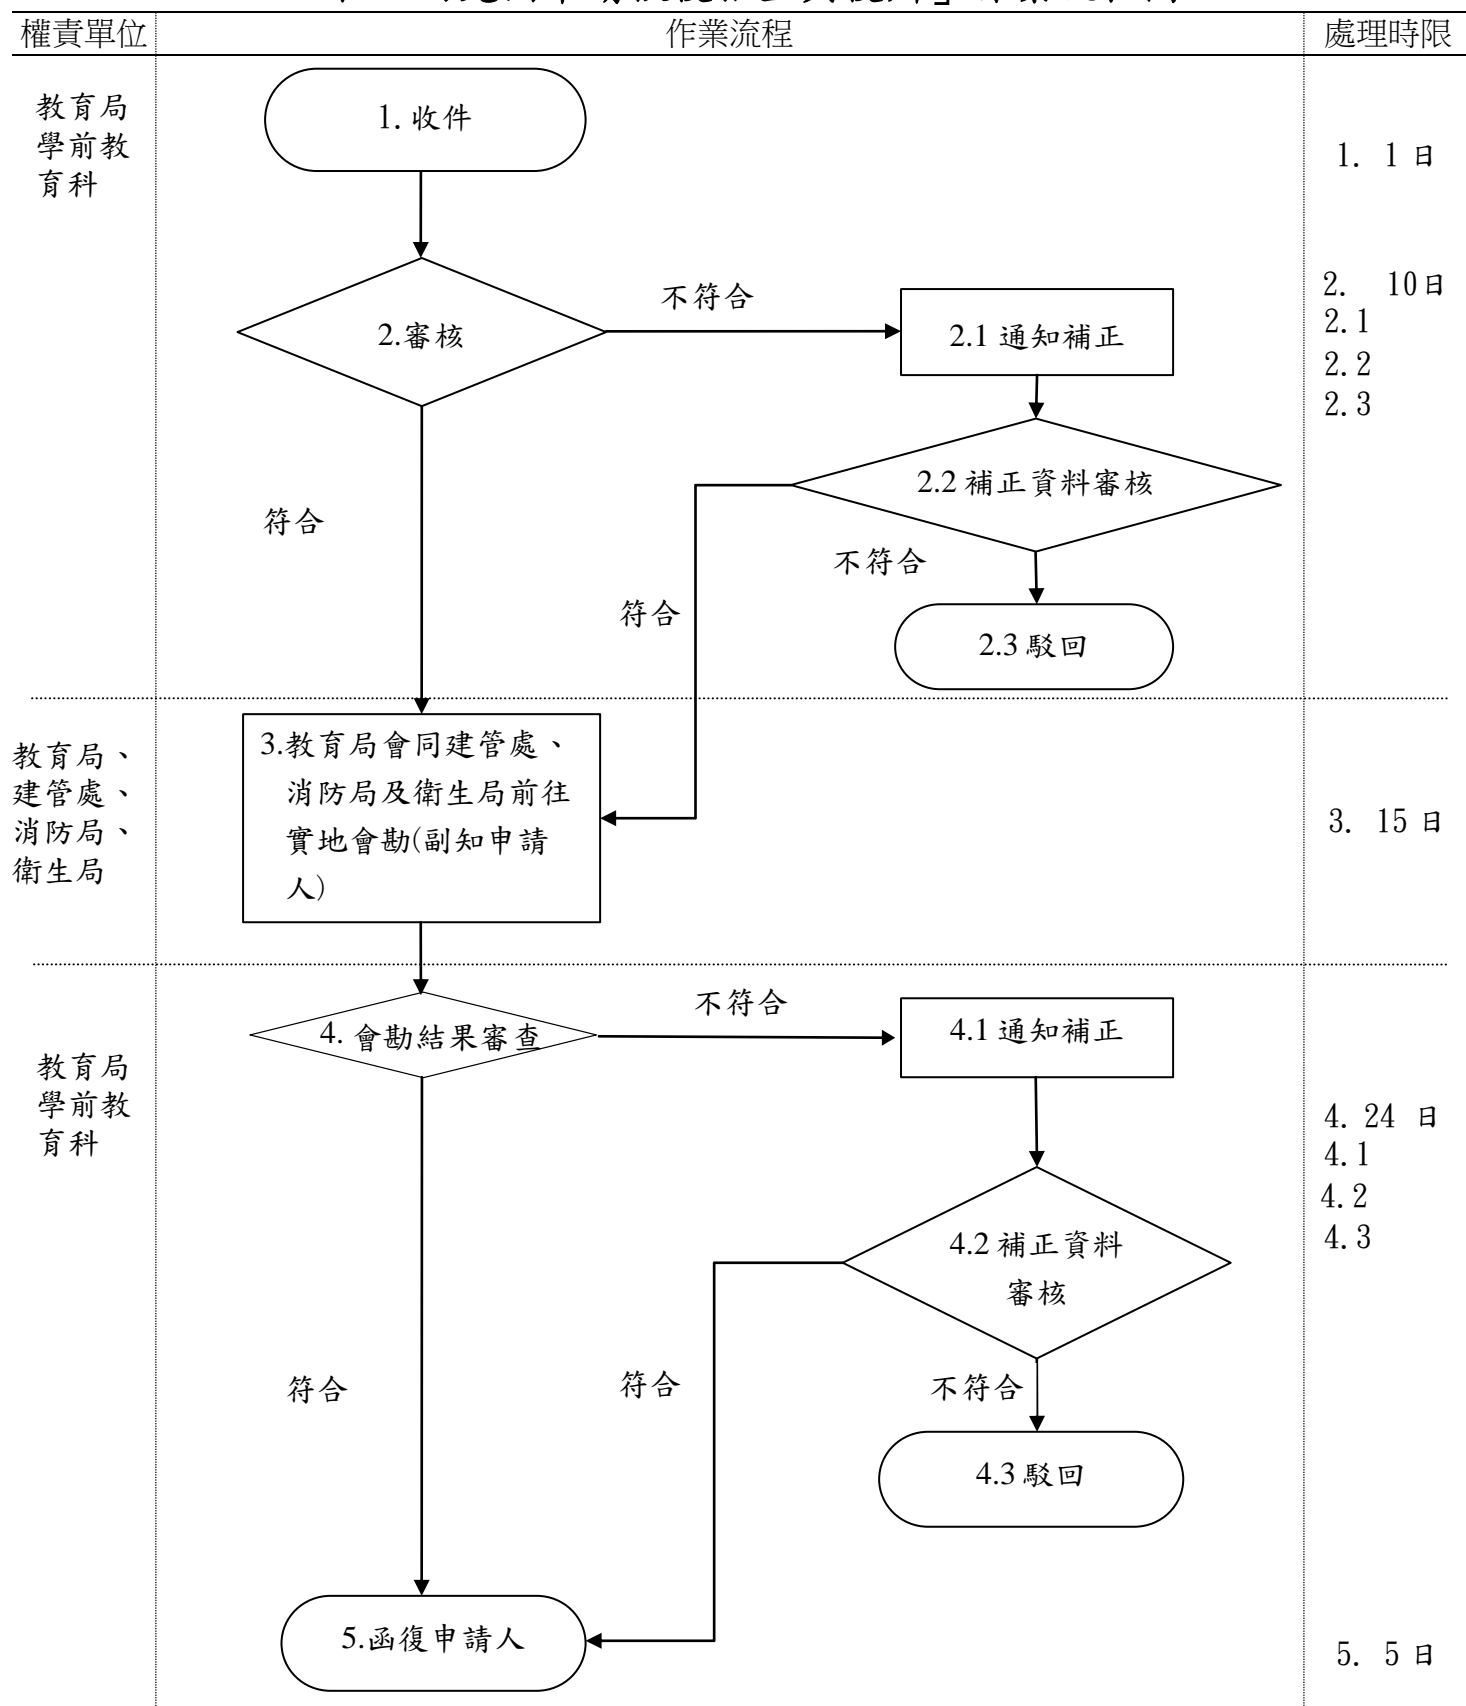 權責單位
作業流程
處理時限
教育局
學前教
育科
1. 收件
1. 1 日
2.審核
不符合
2.1 通知補正
2. 10日
2.1
2.2
2.3
2.2 補正資料審核
符合
不符合
符合
2.3 駁回
教育局、
建管處、
消防局、
衛生局
3.教育局會同建管處、
消防局及衛生局前往
實地會勘(副知申請
人)
3. 15 日
教育局
學前教
育科
4. 會勘結果審查
不符合
4.1 通知補正
4. 24 日
4.1
4.2
4.3
4.2 補正資料
審核
符合
符合
不符合
4.3 駁回
5.函復申請人
5. 5 日